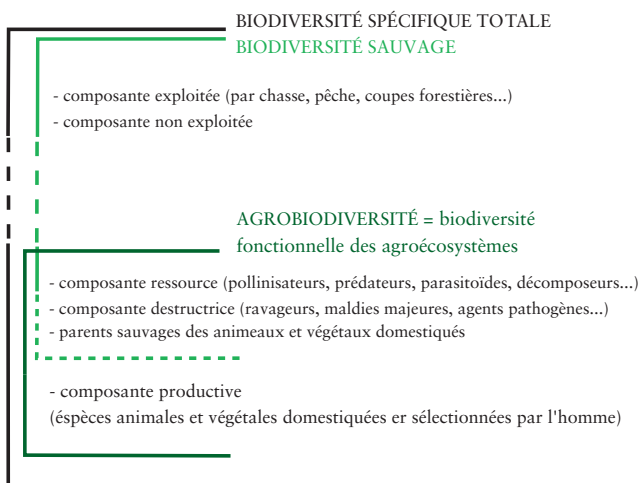 BIODIVERSITÉ SPÉCIFIQUE TOTALE
BIODIVERSITÉ SAUVAGE
- composante exploitée (par chasse, pêche, coupes forestières...)
- composante non exploitée
AGROBIODIVERSITÉ = biodiversité
fonctionnelle des agroécosystèmes
- composante ressource (pollinisateurs, prédateurs, parasitoïdes, décomposeurs...)
- composante destructrice (ravageurs, maldies majeures, agents pathogènes...)
- parents sauvages des animeaux et végétaux domestiqués
- composante productive
(éspèces animales et végétales domestiquées er sélectionnées par l'homme)